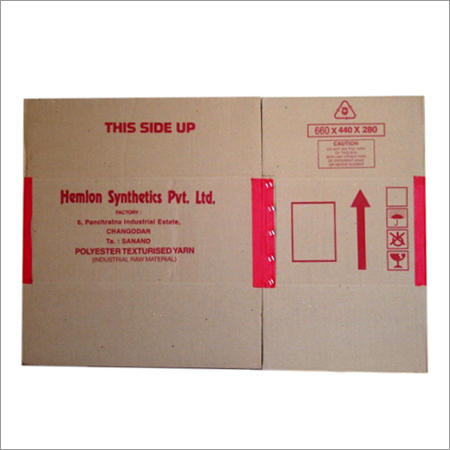 THIS SIDE UP
Hemlon Synthetics Pvt. Ltd.
FACTORY :
6, Panchratna Industrial Estate,
CHANGODAR
Ta. : SANAND
POLYESTER TEXTURISED YARN
(INDUSTRIAL RAW MATERIAL)
660 X 440 X 280
CAUTION